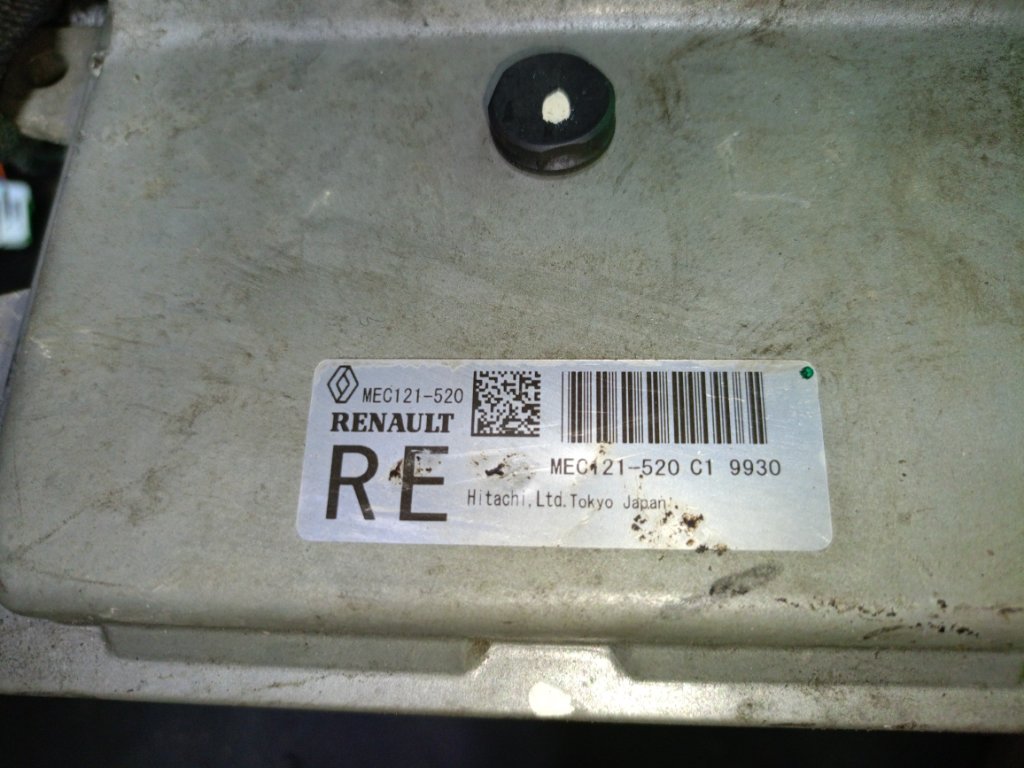 MEC121-520
RENAULT
RE
MEC121-520 C1 9930
Hitachi,Ltd.Tokyo Japan